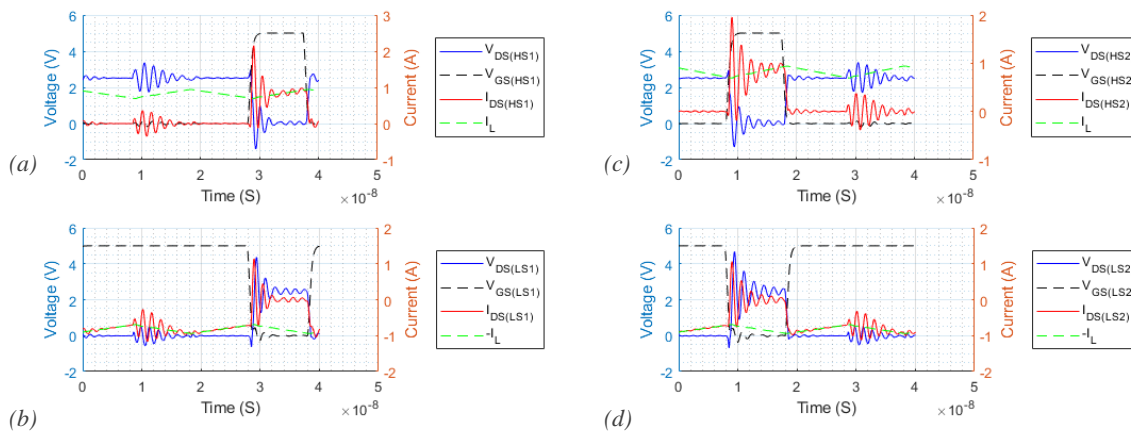 (a)
Voltage (V)
6
4
2
0
-2
Current (A)
3
2
1
0
-1
0 1 2 3 4 5
Time (S)
×10⁻⁸
V_DS(HS1)
V_GS(HS1)
I_DS(HS1)
I_L
(c)
Voltage (V)
6
4
2
0
-2
Current (A)
2
1
0
-1
0 1 2 3 4 5
Time (S)
×10⁻⁸
V_DS(HS2
V_GS(HS2
I_DS(HS2)
I_L
(b)
Voltage (V)
6
4
2
0
-2
Current (A)
2
1
0
-1
-2
0 1 2 3 4 5
Time (S)
×10⁻⁸
V_DS(LS1)
V_GS(LS1)
I_DS(LS1)
-I_L
(d)
Voltage (V)
6
4
2
0
-2
Current (A)
2
1
0
-1
-2
0 1 2 3 4 5
Time (S)
×10⁻⁸
V_DS(LS2
V_GS(LS2
I_DS(LS2)
-I_L